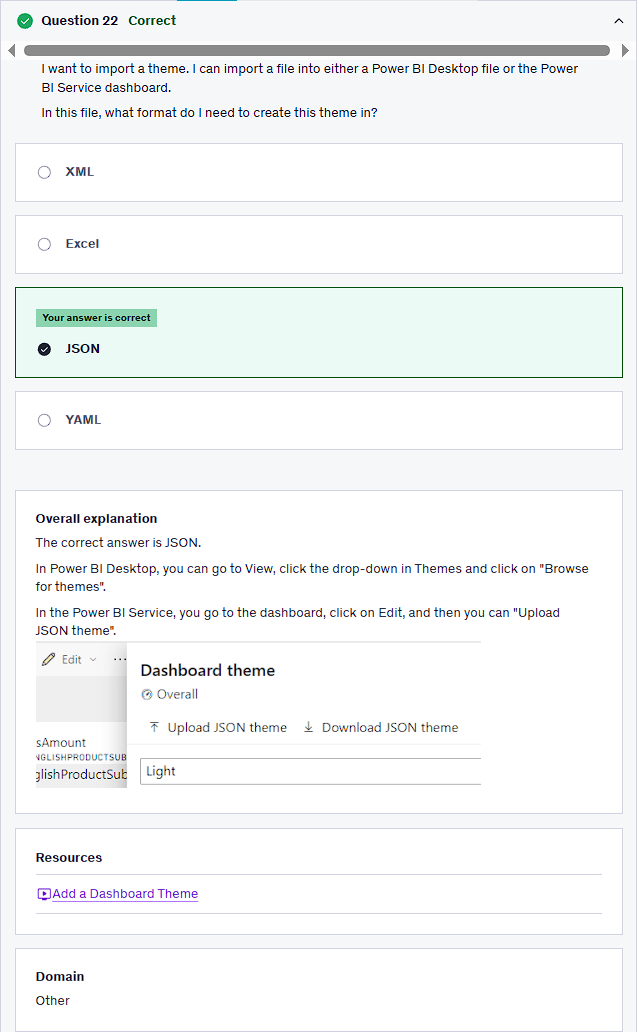 Question 22 Correct
I want to import a theme. I can import a file into either a Power BI Desktop file or the Power
BI Service dashboard.
In this file, what format do I need to create this theme in?
XML
Excel
Your answer is correct
JSON
YAML
Overall explanation
The correct answer is JSON.
In Power BI Desktop, you can go to View, click the drop-down in Themes and click on "Browse
for themes".
In the Power BI Service, you go to the dashboard, click on Edit, and then you can "Upload
JSON theme".
Edit ...
Dashboard theme
Overall
Upload JSON theme Download JSON theme
sAmount
NGLISHPRODUCTSUB
glishProductSub
Light
Resources
Add a Dashboard Theme
Domain
Other